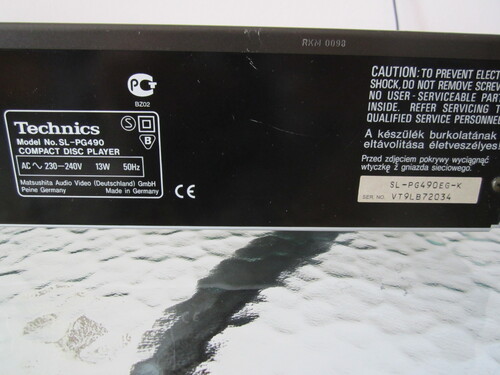 RKM 0093
PG
BZ02
Technics
Model No. SL-PG490
COMPACT DISC PLAYER
S
B
AC ∿ 230–240V 13W 50Hz
Matsushita Audio Video (Deutschland) GmbH
Peine Germany Made in Germany
CE
CAUTION: TO PREVENT ELECT
SHOCK, DO NOT REMOVE SCREW
NO USER - SERVICEABLE PART
INSIDE. REFER SERVICING T
QUALIFIED SERVICE PERSONNE
A készülék burkolatának
eltávolítása életveszélyes!
Przed zdjęciem pokrywy wyciągnąć
wtyczkę z gniazda sieciowego.
SL-PG490EG-K
SER. NO. VT9LB72034